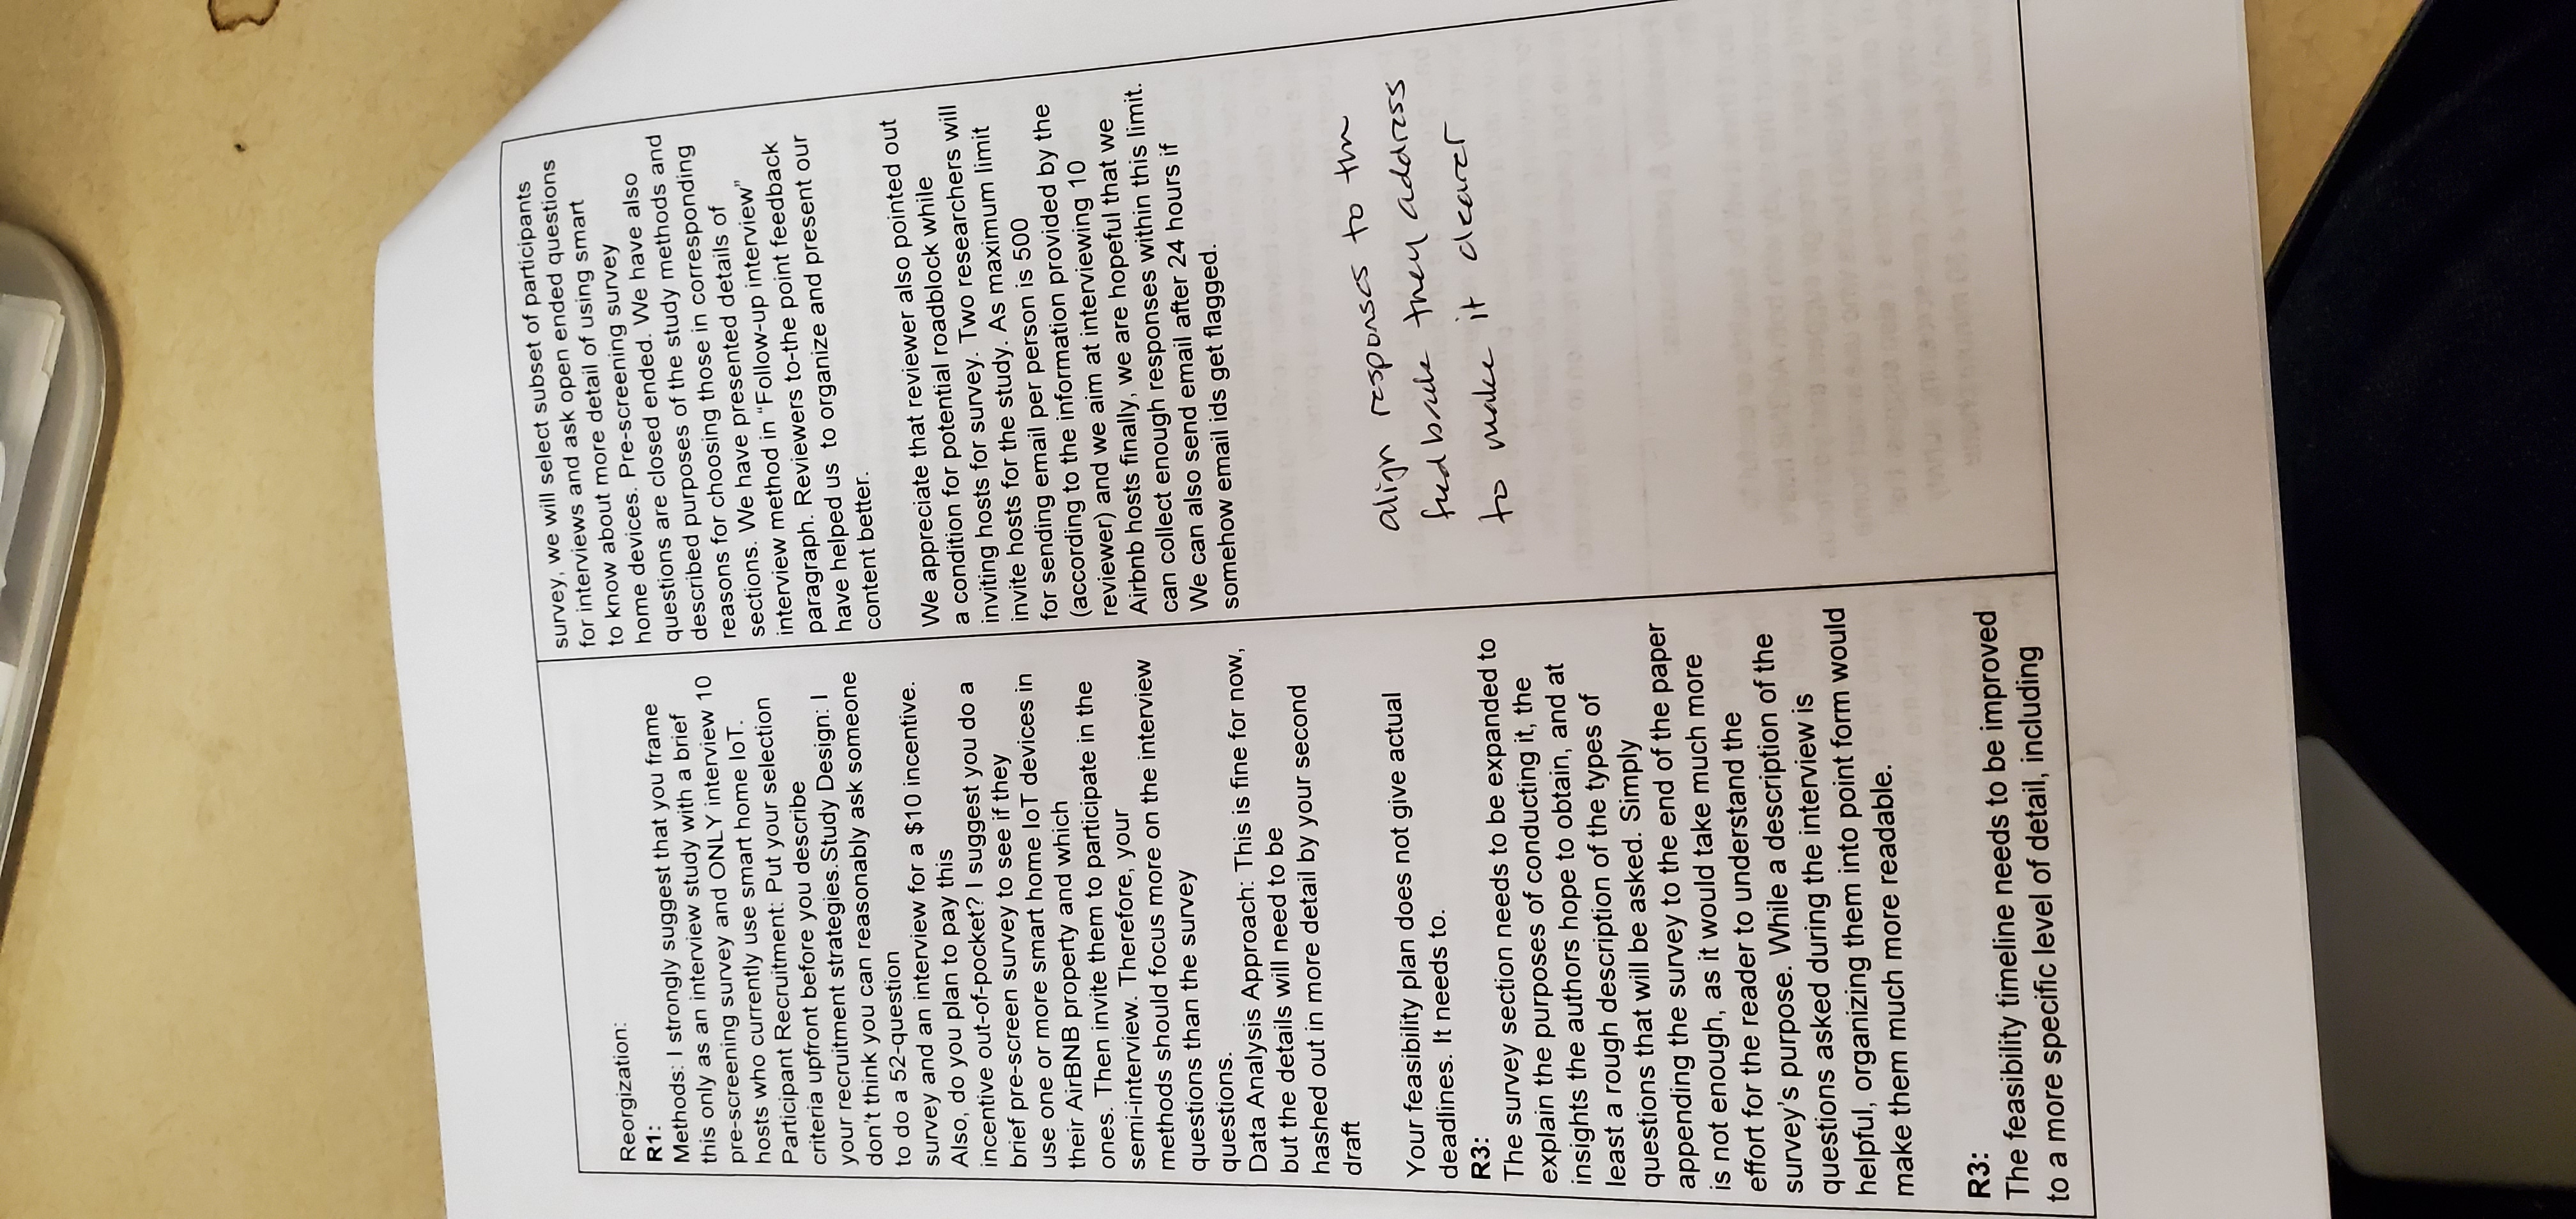 Reorgization:
R1:
Methods: I strongly suggest that you frame
this only as an interview study with a brief
pre-screening survey and ONLY interview 10
hosts who currently use smart home IoT.
Participant Recruitment: Put your selection
criteria upfront before you describe
your recruitment strategies.Study Design: I
don't think you can reasonably ask someone
to do a 52-question
survey and an interview for a $10 incentive.
Also, do you plan to pay this
incentive out-of-pocket? I suggest you do a
brief pre-screen survey to see if they
use one or more smart home IoT devices in
their AirBNB property and which
ones. Then invite them to participate in the
semi-interview. Therefore, your
methods should focus more on the interview
questions than the survey
questions.
Data Analysis Approach: This is fine for now,
but the details will need to be
hashed out in more detail by your second
draft
Your feasibility plan does not give actual
deadlines. It needs to.
R3:
The survey section needs to be expanded to
explain the purposes of conducting it, the
insights the authors hope to obtain, and at
least a rough description of the types of
questions that will be asked. Simply
appending the survey to the end of the paper
is not enough, as it would take much more
effort for the reader to understand the
survey's purpose. While a description of the
questions asked during the interview is
helpful, organizing them into point form would
make them much more readable.
R3:
The feasibility timeline needs to be improved
to a more specific level of detail, including
survey, we will select subset of participants
for interviews and ask open ended questions
to know about more detail of using smart
home devices. Pre-screening survey
questions are closed ended. We have also
described purposes of the study methods and
reasons for choosing those in corresponding
sections. We have presented details of
interview method in “Follow-up interview”
paragraph. Reviewers to-the point feedback
have helped us to organize and present our
content better.
We appreciate that reviewer also pointed out
a condition for potential roadblock while
inviting hosts for survey. Two researchers will
invite hosts for the study. As maximum limit
for sending email per person is 500
(according to the information provided by the
reviewer) and we aim at interviewing 10
Airbnb hosts finally, we are hopeful that we
can collect enough responses within this limit.
We can also send email after 24 hours if
somehow email ids get flagged.
align responses to the
feedback they address
to make it clearer